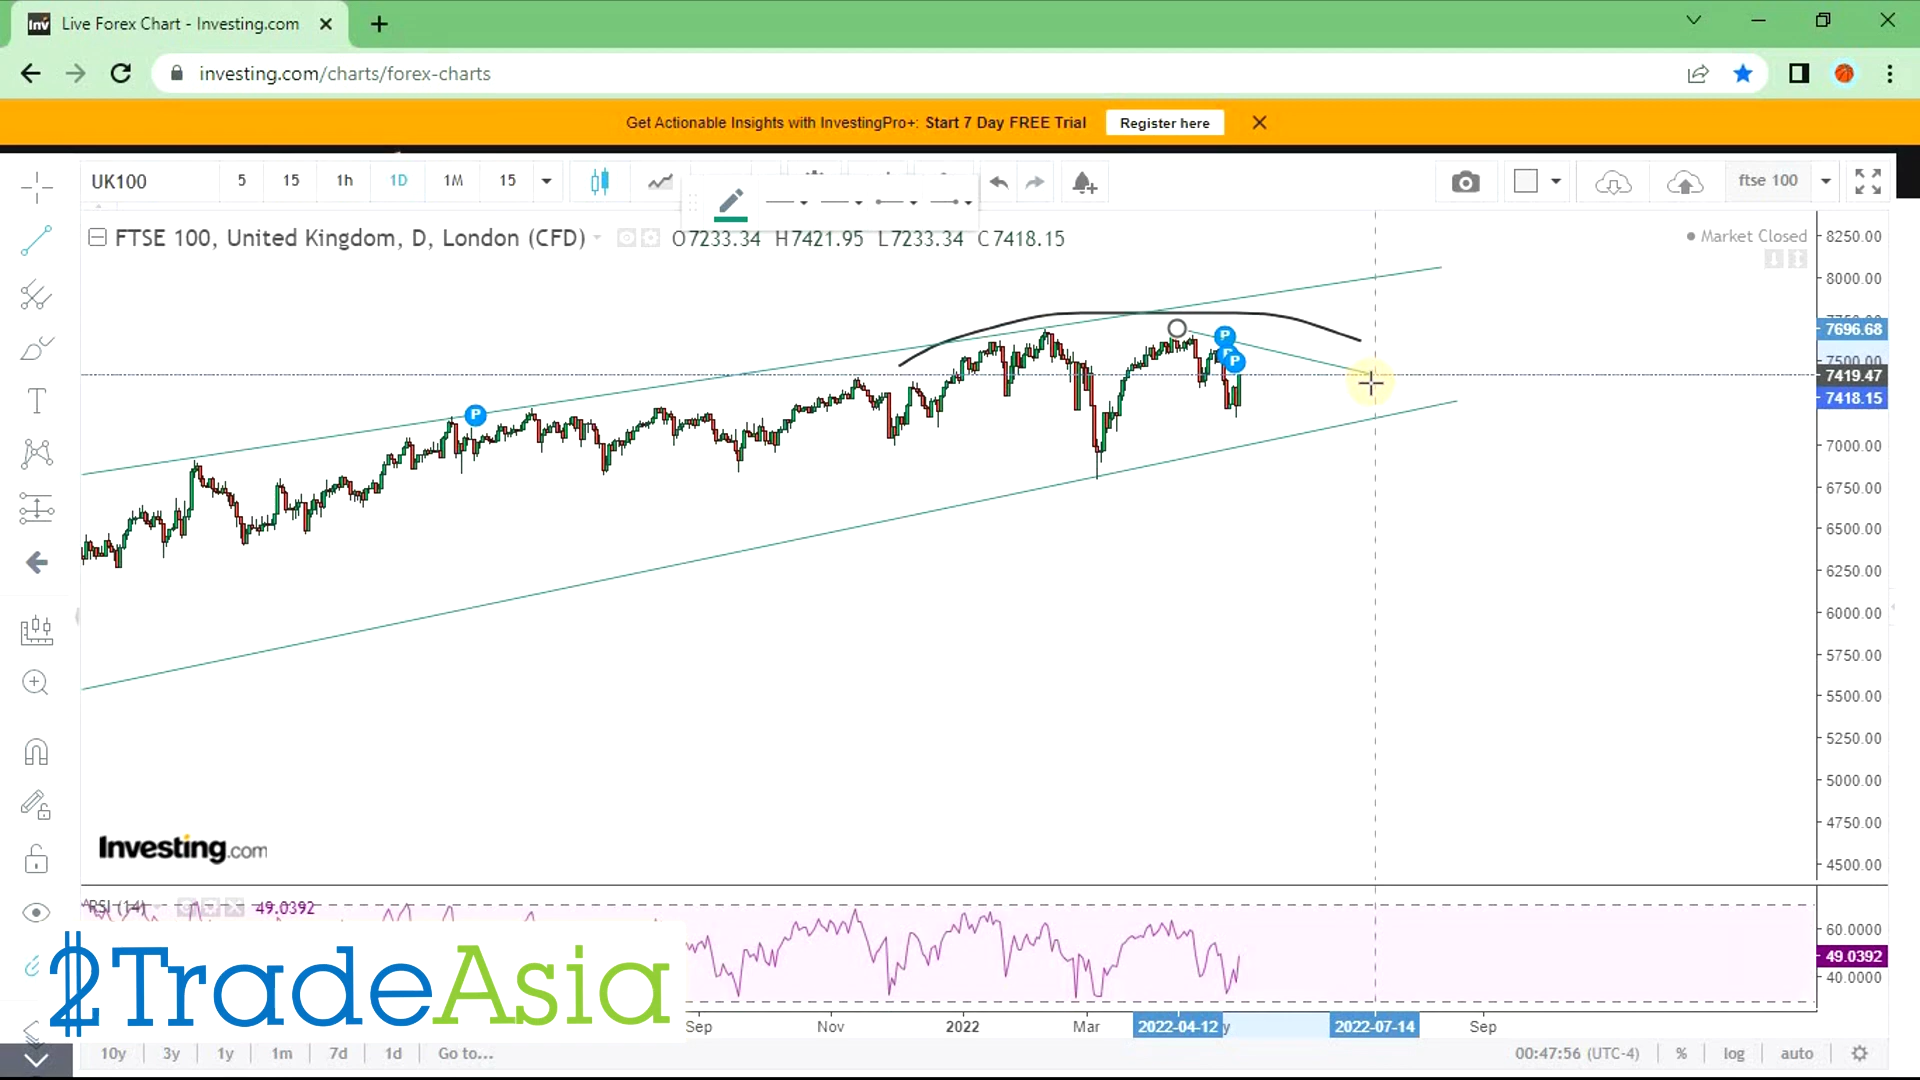 Inv Live Forex Chart - Investing.com
investing.com/charts/forex-charts
Get Actionable Insights with InvestingPro+: Start 7 Day FREE Trial Register here
UK100 5 15 1h 1D 1M 15 ftse 100
FTSE 100, United Kingdom, D, London (CFD) O7233.34 H7421.95 L7233.34 C7418.15
Market Closed
8250.00
8000.00
7696.68
7500.00
7419.47
7418.15
7000.00
6750.00
6500.00
6250.00
6000.00
5750.00
5500.00
5250.00
5000.00
4750.00
4500.00
P
P
P
Investing.com
RSI (14) 49.0392
60.0000
49.0392
40.0000
2TradeAsia
Sep Nov 2022 Mar 2022-04-12 y 2022-07-14 Sep
10y 3y 1y 1m 7d 1d Go to... 00:47:56 (UTC-4) % log auto